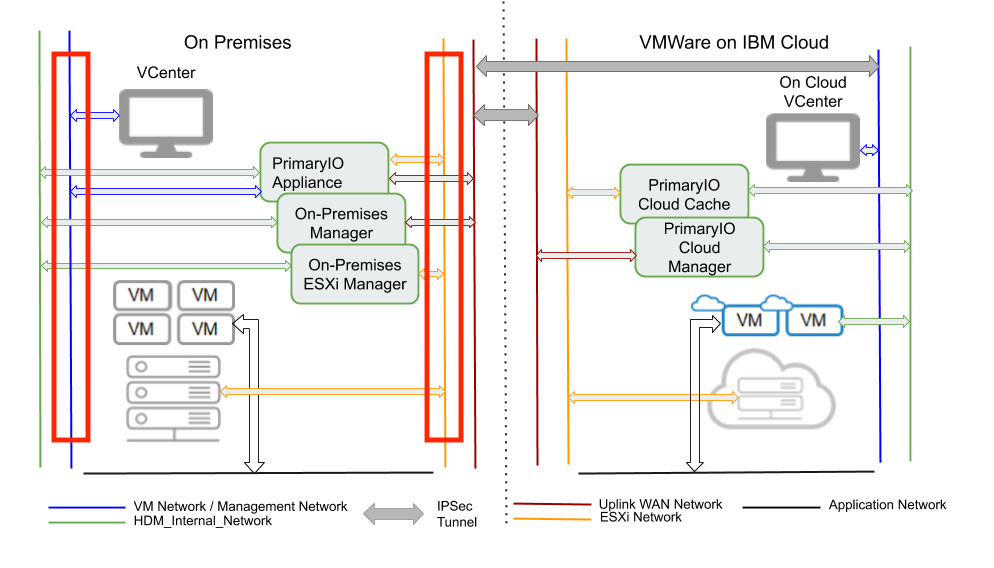 On Premises
VMWare on IBM Cloud
VCenter
On Cloud
VCenter
PrimaryIO
Appliance
On-Premises
Manager
On-Premises
ESXi Manager
PrimaryIO
Cloud Cache
PrimaryIO
Cloud
Manager
VM
VM
VM
VM
VM
VM
VM Network / Management Network
HDM_Internal_Network
IPSec
Tunnel
Uplink WAN Network
ESXi Network
Application Network